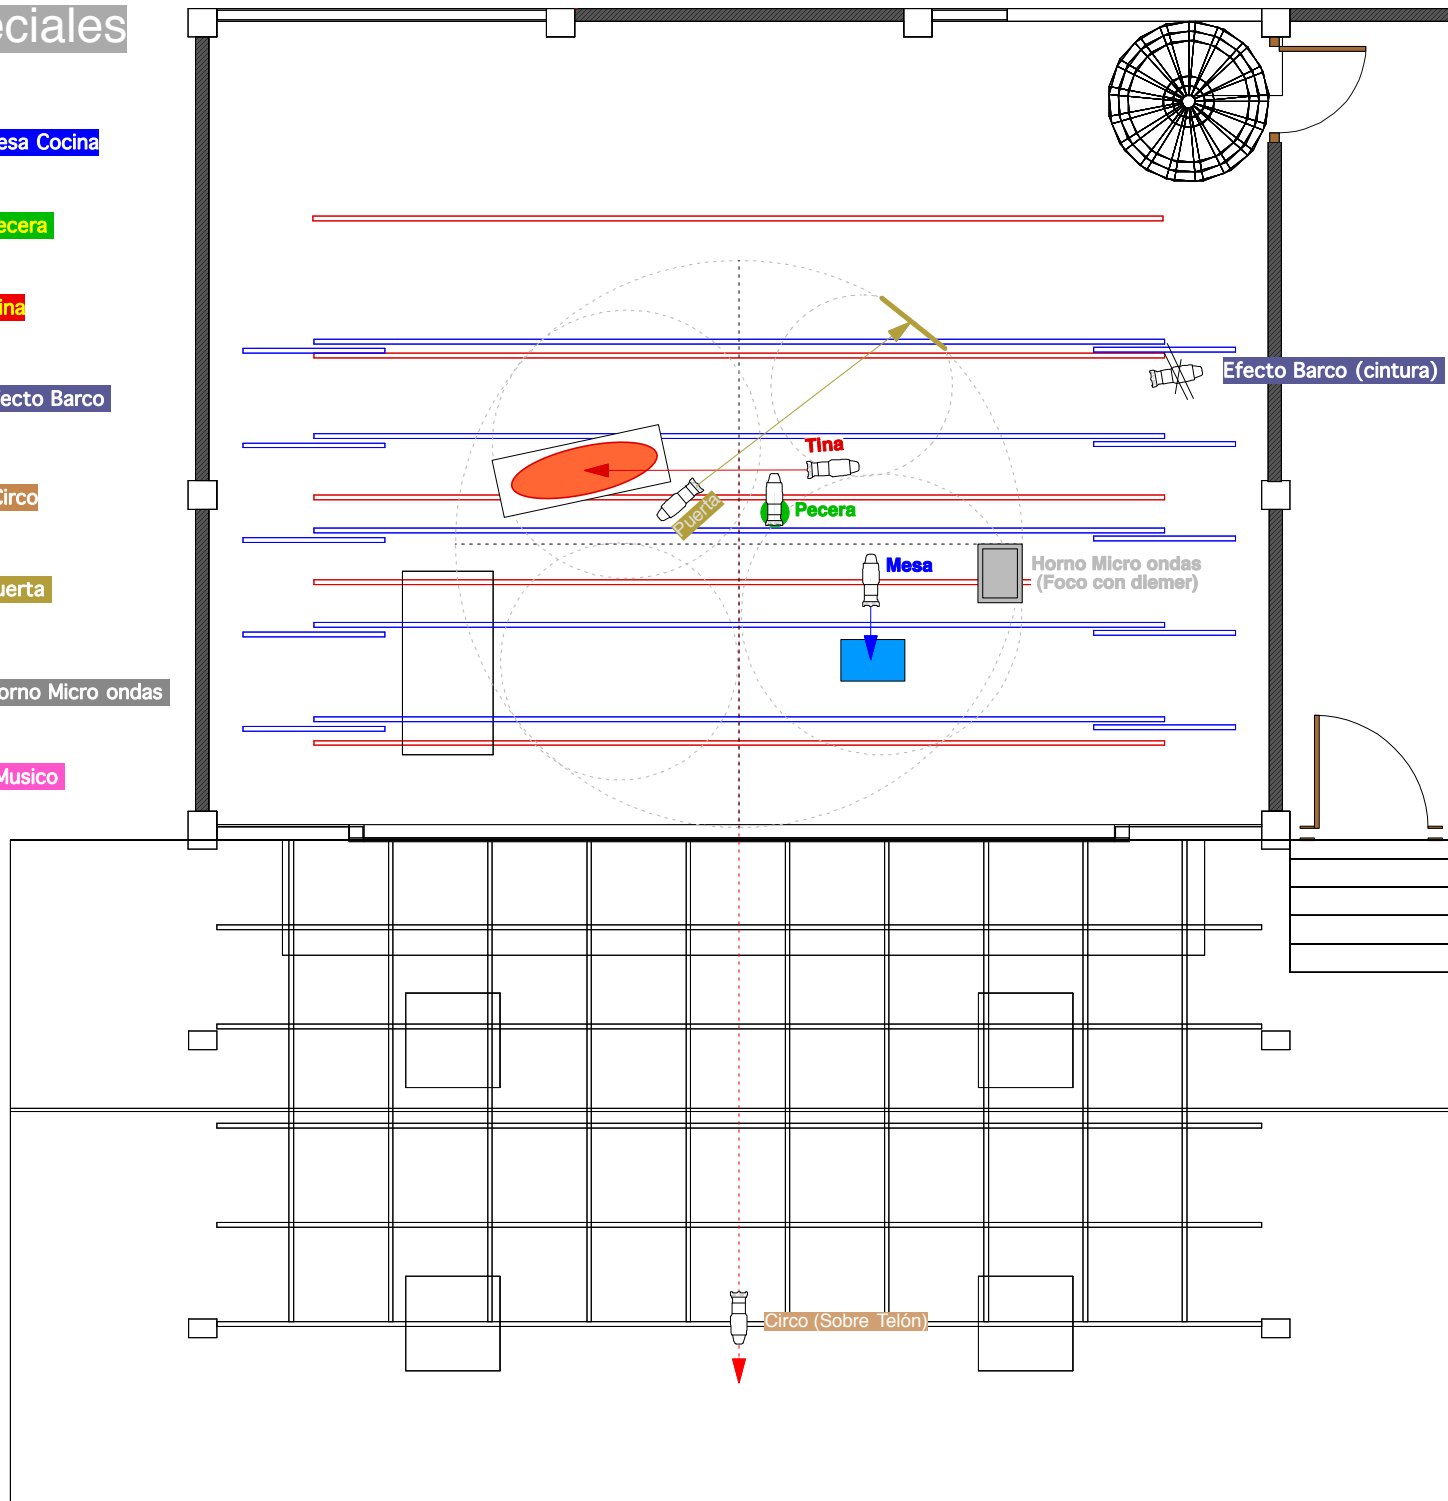 eciales
esa Cocina
ecera
ina
ecto Barco
Circo
uerta
orno Micro ondas
Musico
Efecto Barco (cintura)
Tina
Puerta
Pecera
Mesa
Horno Micro ondas
(Foco con diemer)
Circo (Sobre Telón)